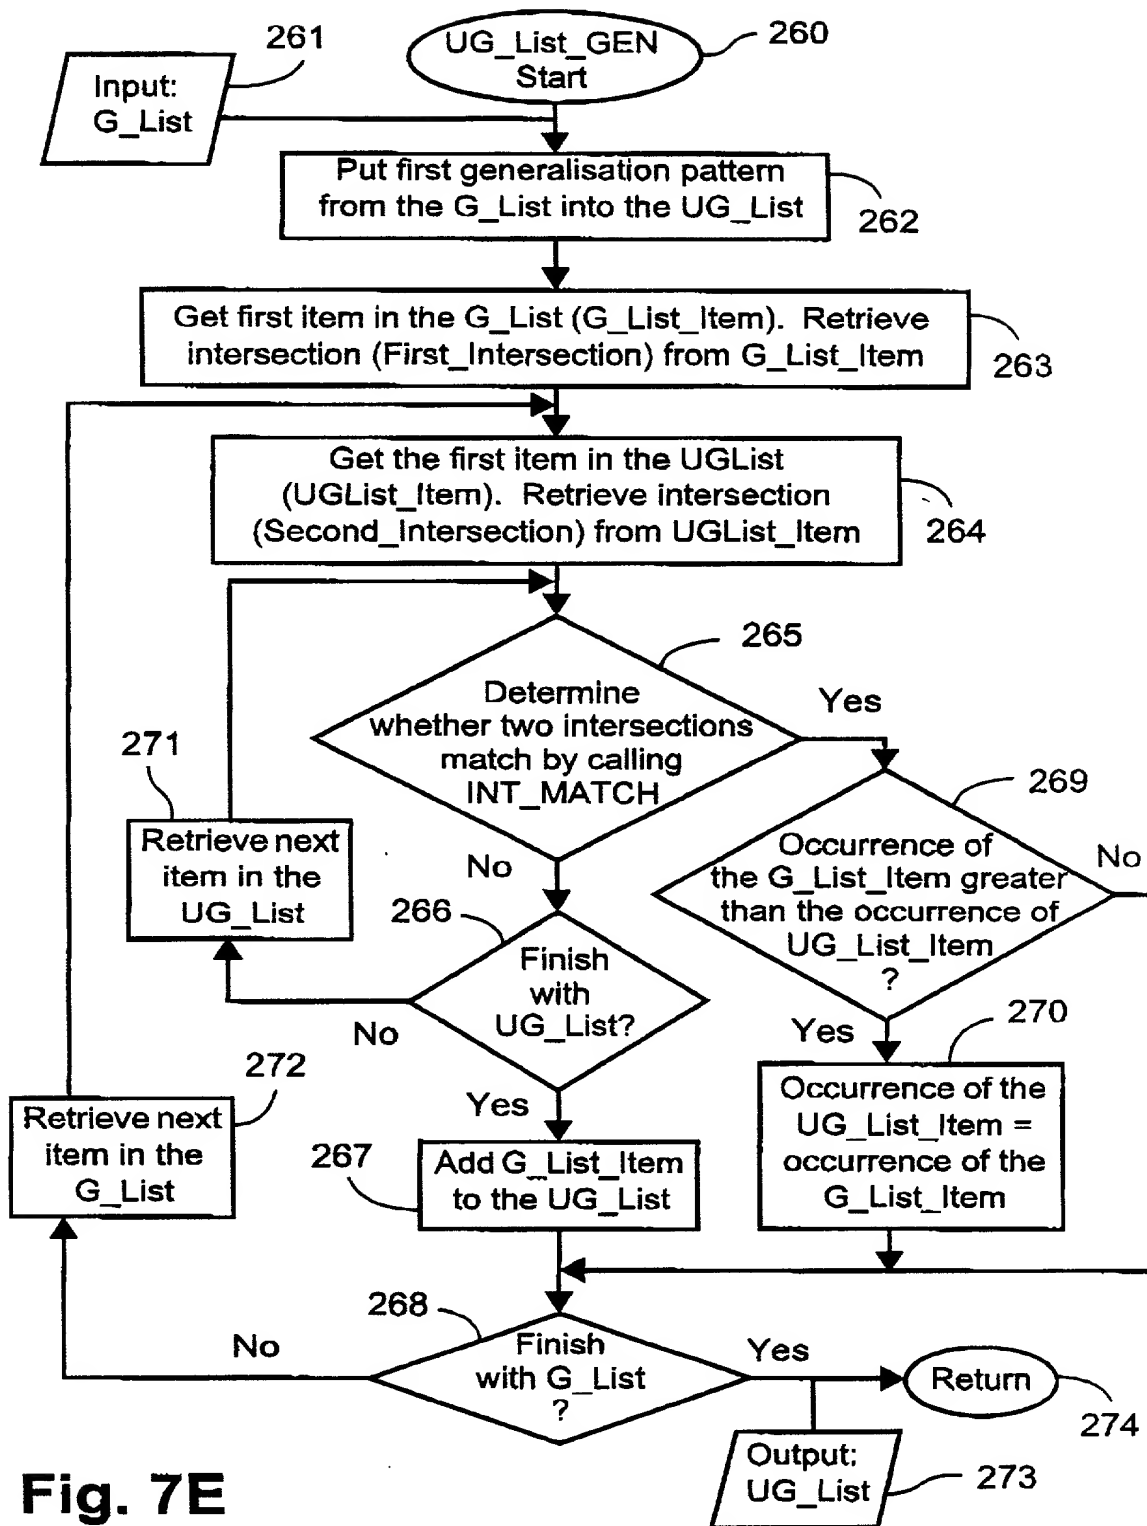 261
UG_List_GEN
Start
260
Input:
G_List
Put first generalisation pattern
from the G_List into the UG_List
262
Get first item in the G_List (G_List_Item). Retrieve
intersection (First_Intersection) from G_List_Item
263
Get the first item in the UGList
(UGList_Item). Retrieve intersection
(Second_Intersection) from UGList_Item
264
265
Determine
whether two intersections
match by calling
INT_MATCH
Yes
271
Retrieve next
item in the
UG_List
No
269
Occurrence of
the G_List_Item greater
than the occurrence of
UG_List_Item
?
No
266
Finish
with
UG_List?
No
Yes
270
272
Retrieve next
item in the
G_List
Yes
267
Add G_List_Item
to the UG_List
Occurrence of the
UG_List_Item =
occurrence of the
G_List_Item
268
No
Finish
with G_List
?
Yes
Return
274
Output:
UG_List
273
Fig. 7E